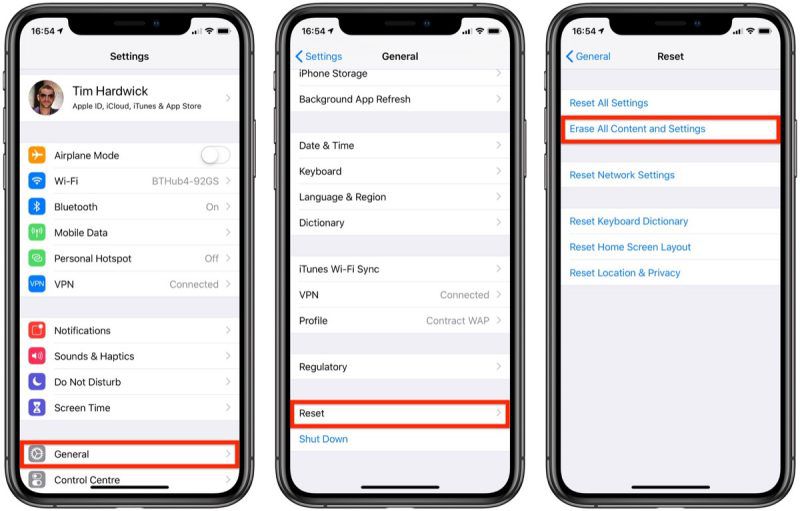 16:54
Settings
Tim Hardwick
Apple ID, iCloud, iTunes & App Store
Airplane Mode
Wi-Fi BTHub4-92GS
Bluetooth On
Mobile Data
Personal Hotspot Off
VPN VPN Connected
Notifications
Sounds & Haptics
Do Not Disturb
Screen Time
General
Control Centre
16:54
Settings General
iPhone Storage
Background App Refresh
Date & Time
Keyboard
Language & Region
Dictionary
iTunes Wi-Fi Sync
VPN Connected
Profile Contract WAP
Regulatory
Reset
Shut Down
16:54
General Reset
Reset All Settings
Erase All Content and Settings
Reset Network Settings
Reset Keyboard Dictionary
Reset Home Screen Layout
Reset Location & Privacy